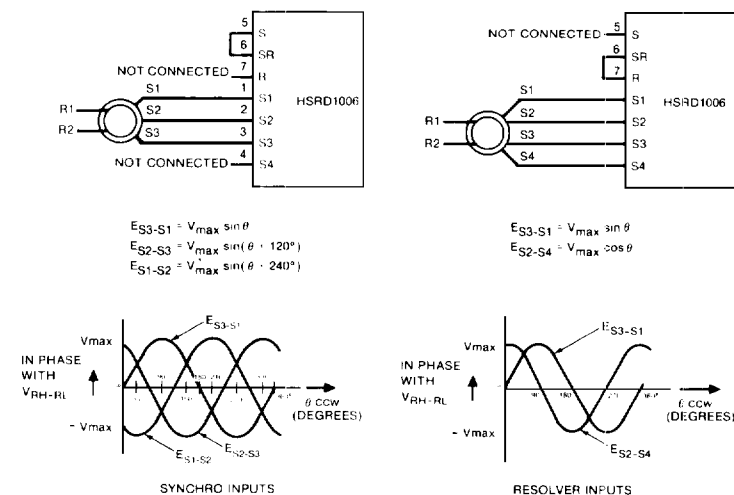 5
S
6
SR
7
NOT CONNECTED
R
1
S1
S1
HSRD1006
R1
S2
2
S2
R2
S3
3
S3
4
NOT CONNECTED
S4
E_S3-S1 = V_max sin θ
E_S2-S3 = V_max sin(θ + 120°)
E_S1-S2 = V_max sin(θ + 240°)
Vmax
E_S3-S1
IN PHASE
WITH
V_RH-RL
θ CCW
(DEGREES)
- Vmax
E_S1-S2
E_S2-S3
SYNCHRO INPUTS
NOT CONNECTED
5
S
6
SR
7
R
S1
S1
HSRD1006
R1
S2
S2
R2
S3
S3
S4
S4
E_S3-S1 = V_max sin θ
E_S2-S4 = V_max cos θ
Vmax
E_S3-S1
IN PHASE
WITH
V_RH-RL
90
180
θ CCW
(DEGREES)
- Vmax
E_S2-S4
RESOLVER INPUTS